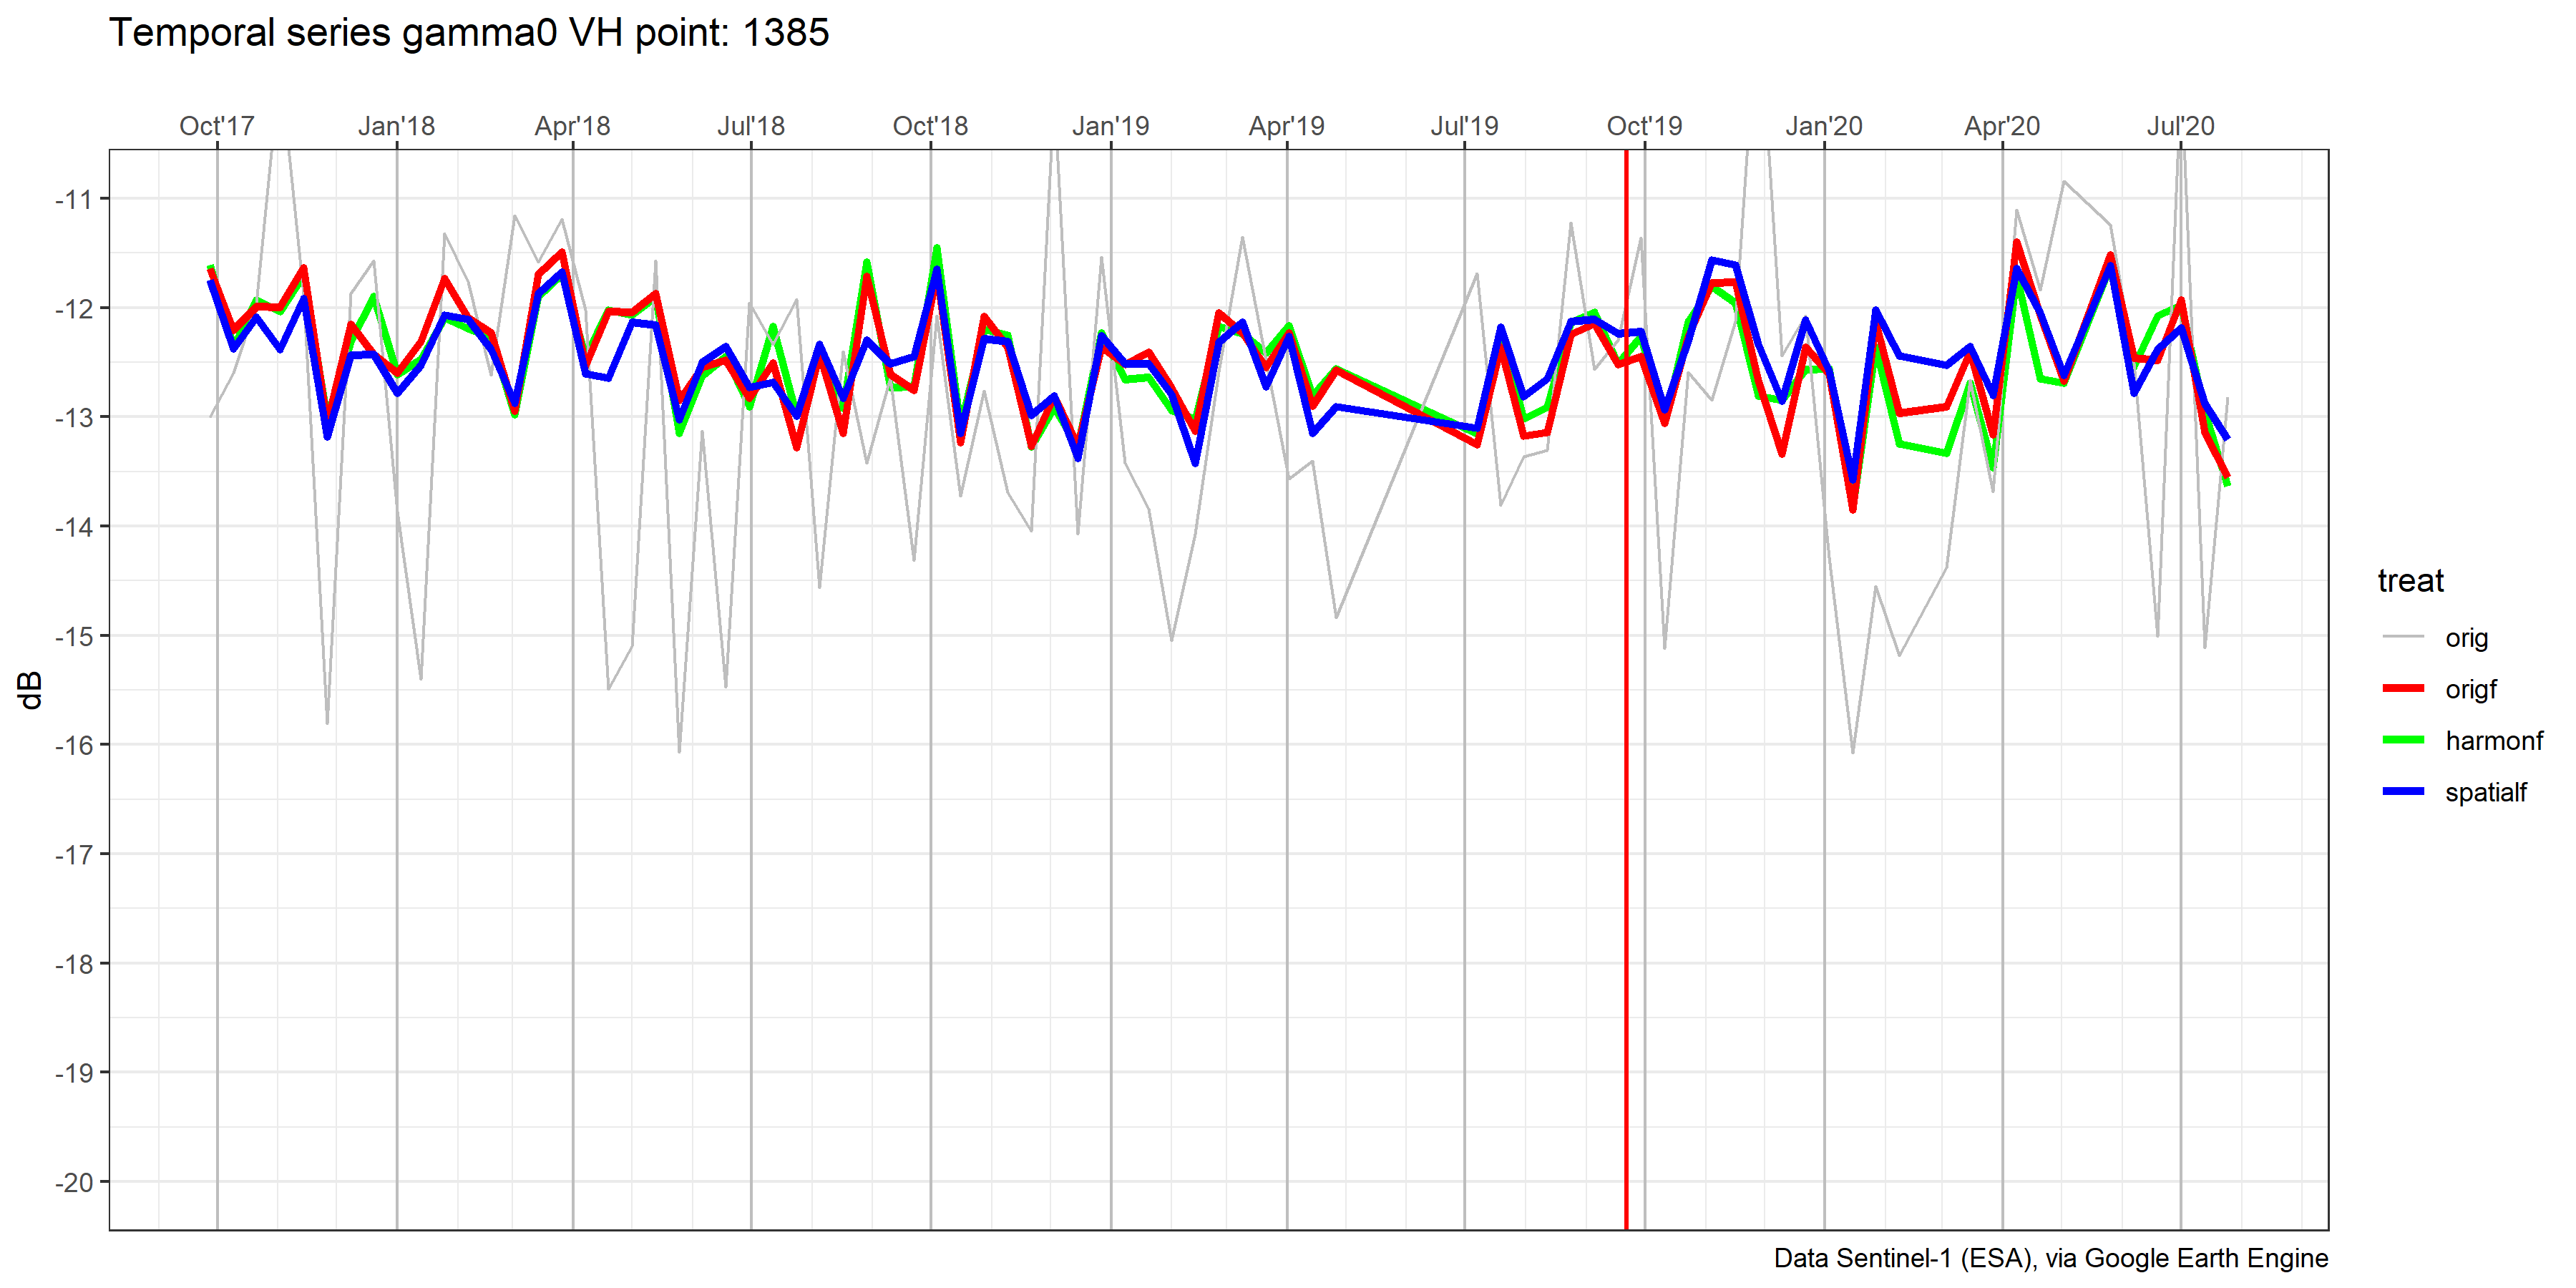 Temporal series gamma0 VH point: 1385
Oct'17 Jan'18 Apr'18 Jul'18 Oct'18 Jan'19 Apr'19 Jul'19 Oct'19 Jan'20 Apr'20 Jul'20
-11
-12
-13
-14
-15
-16
-17
-18
-19
-20
dB
treat
orig
origf
harmonf
spatialf
Data Sentinel-1 (ESA), via Google Earth Engine